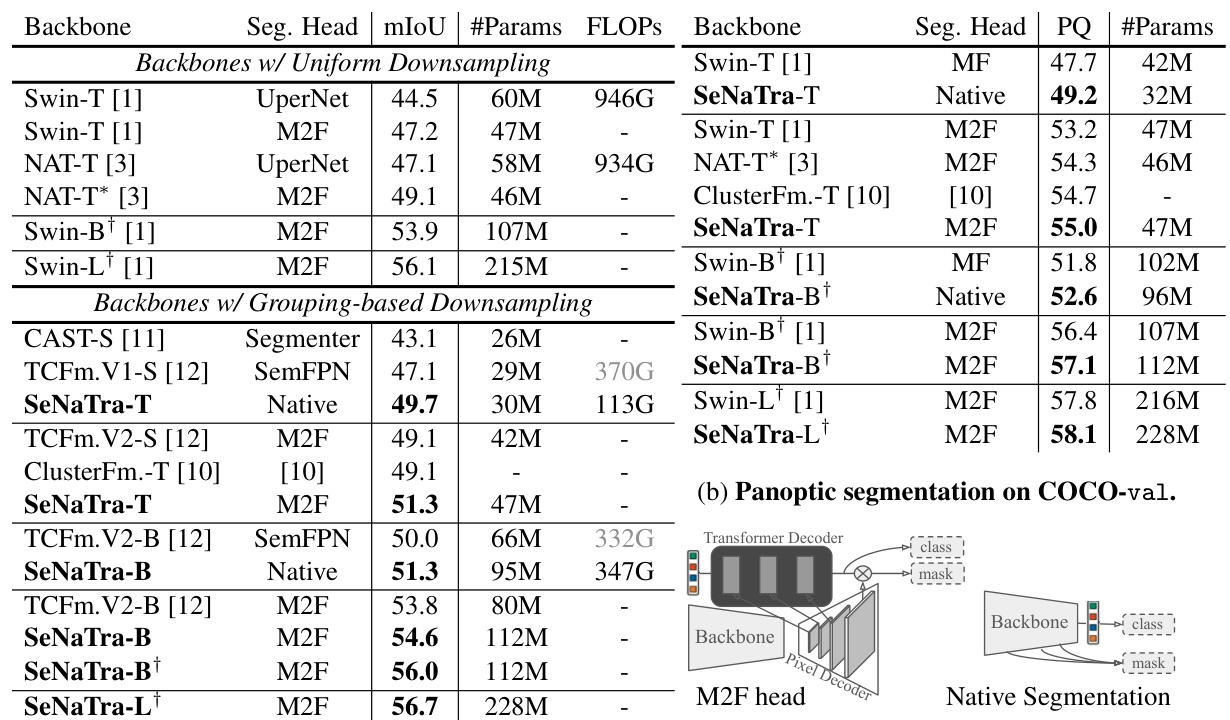 Backbone Seg. Head mIoU #Params FLOPs
Backbones w/ Uniform Downsampling
Swin-T [1] UperNet 44.5 60M 946G
Swin-T [1] M2F 47.2 47M -
NAT-T [3] UperNet 47.1 58M 934G
NAT-T* [3] M2F 49.1 46M -
Swin-B† [1] M2F 53.9 107M -
Swin-L† [1] M2F 56.1 215M -
Backbones w/ Grouping-based Downsampling
CAST-S [11] Segmenter 43.1 26M -
TCFm.V1-S [12] SemFPN 47.1 29M 370G
SeNaTra-T Native 49.7 30M 113G
TCFm.V2-S [12] M2F 49.1 42M -
ClusterFm.-T [10] [10] 49.1 - -
SeNaTra-T M2F 51.3 47M -
TCFm.V2-B [12] SemFPN 50.0 66M 332G
SeNaTra-B Native 51.3 95M 347G
TCFm.V2-B [12] M2F 53.8 80M -
SeNaTra-B M2F 54.6 112M -
SeNaTra-B† M2F 56.0 112M -
SeNaTra-L† M2F 56.7 228M -
Backbone Seg. Head PQ #Params
Swin-T [1] MF 47.7 42M
SeNaTra-T Native 49.2 32M
Swin-T [1] M2F 53.2 47M
NAT-T* [3] M2F 54.3 46M
ClusterFm.-T [10] [10] 54.7 -
SeNaTra-T M2F 55.0 47M
Swin-B† [1] MF 51.8 102M
SeNaTra-B† Native 52.6 96M
Swin-B† [1] M2F 56.4 107M
SeNaTra-B† M2F 57.1 112M
Swin-L† [1] M2F 57.8 216M
SeNaTra-L† M2F 58.1 228M
(b) Panoptic segmentation on COCO-val.
Transformer Decoder
class
mask
Backbone
Pixel Decoder
M2F head
Backbone
class
mask
Native Segmentation